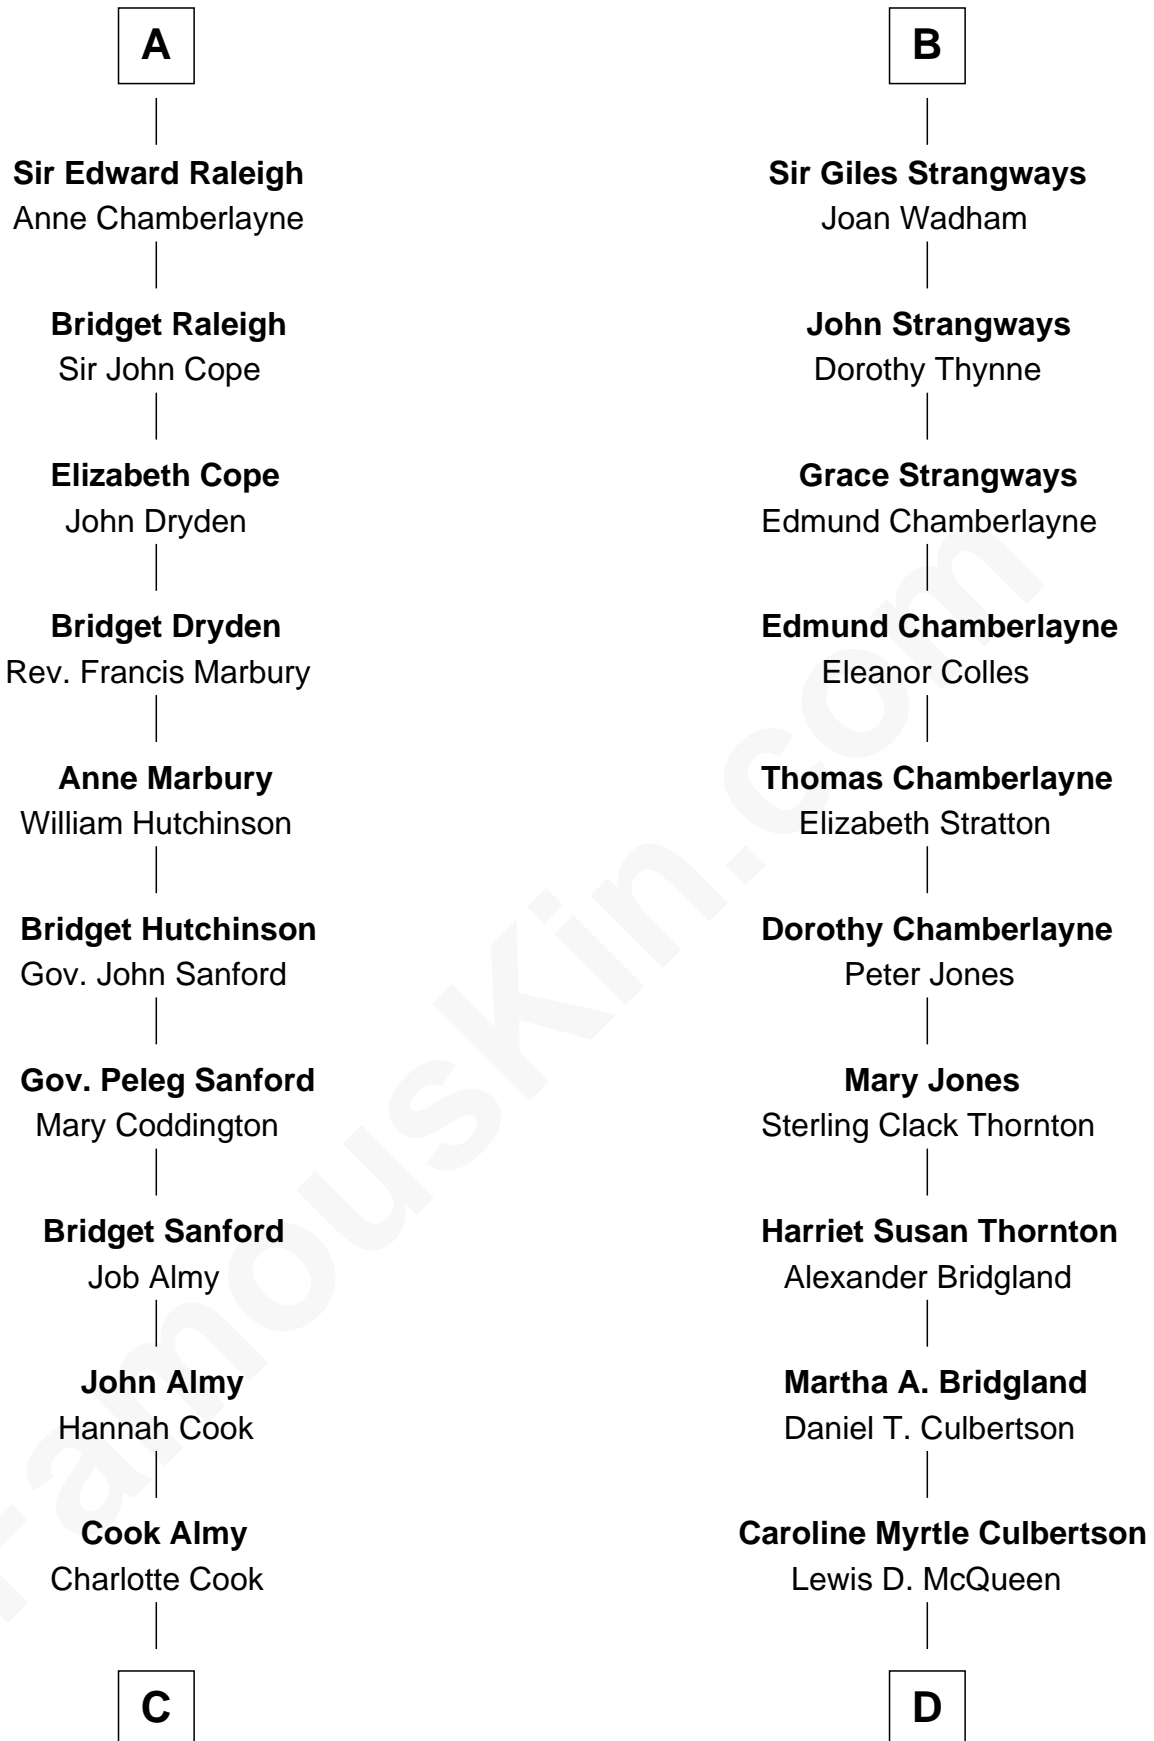 A
Sir Edward Raleigh
Anne Chamberlayne
Bridget Raleigh
Sir John Cope
Elizabeth Cope
John Dryden
Bridget Dryden
Rev. Francis Marbury
Anne Marbury
William Hutchinson
Bridget Hutchinson
Gov. John Sanford
Gov. Peleg Sanford
Mary Coddington
Bridget Sanford
Job Almy
John Almy
Hannah Cook
Cook Almy
Charlotte Cook
C
B
Sir Giles Strangways
Joan Wadham
John Strangways
Dorothy Thynne
Grace Strangways
Edmund Chamberlayne
Edmund Chamberlayne
Eleanor Colles
Thomas Chamberlayne
Elizabeth Stratton
Dorothy Chamberlayne
Peter Jones
Mary Jones
Sterling Clack Thornton
Harriet Susan Thornton
Alexander Bridgland
Martha A. Bridgland
Daniel T. Culbertson
Caroline Myrtle Culbertson
Lewis D. McQueen
D
FamousKin.com